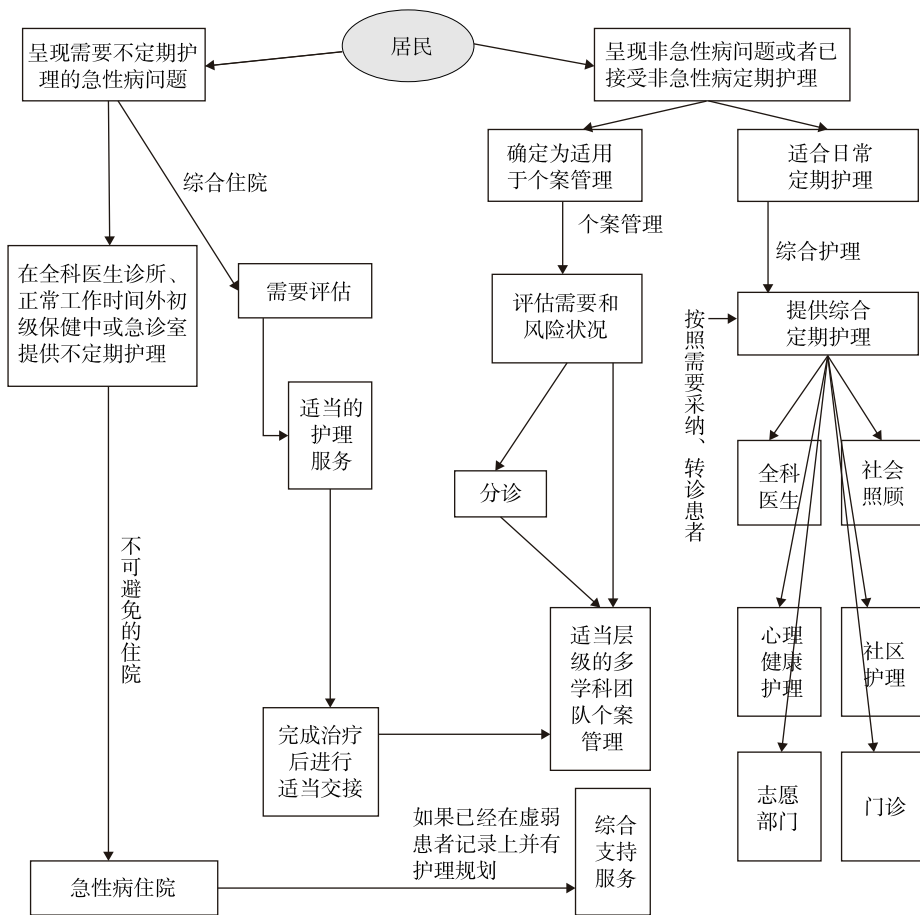 居民
呈现需要不定期护
理的急性病问题
呈现非急性病问题或者已
接受非急性病定期护理
综合住院
确定为适用
于个案管理
适合日常
定期护理
个案管理
综合护理
在全科医生诊所、
正常工作时间外初
级保健中或急诊室
提供不定期护理
需要评估
评估需要和
风险状况
按照需要采纳、转诊患者
提供综合
定期护理
适当的
护理
服务
分诊
全科
医生
社会
照顾
不可避免的住院
适当层
级的多
学科团
队个案
管理
心理
健康
护理
社区
护理
完成治疗
后进行
适当交接
志愿
部门
门诊
如果已经在虚弱
患者记录上并有
护理规划
综合
支持
服务
急性病住院